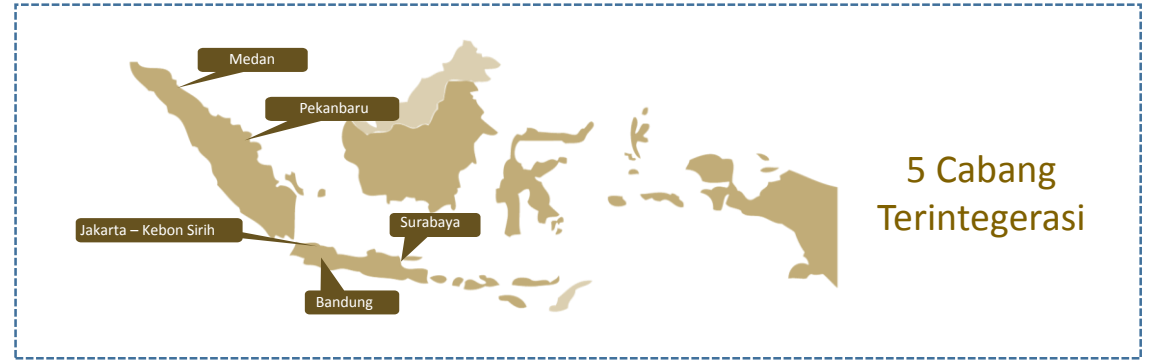 Medan
Pekanbaru
Jakarta – Kebon Sirih
Surabaya
Bandung
5 Cabang
Terintegerasi